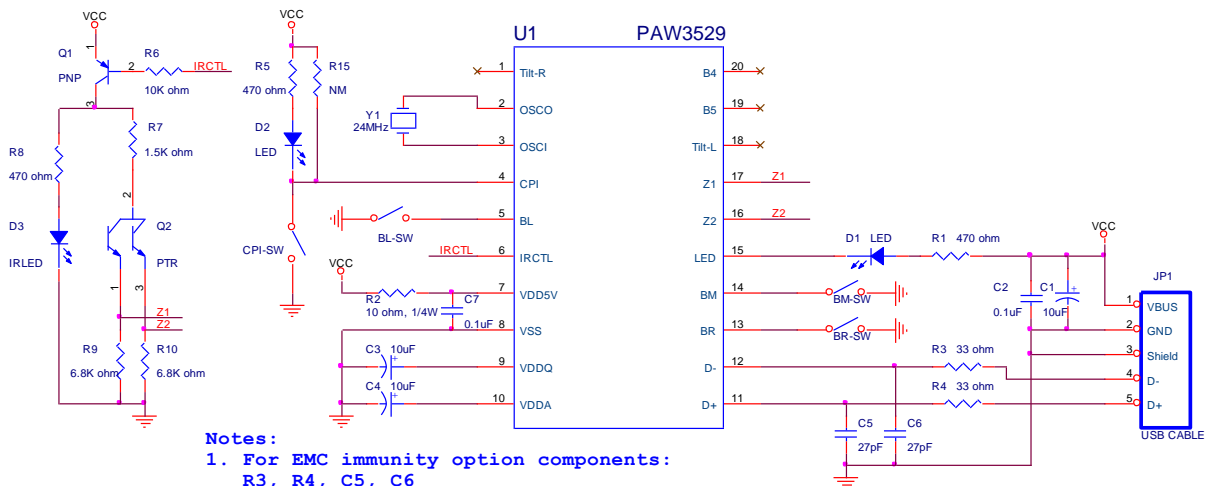 VCC
Q1
PNP
1
2
3
R6
10K ohm
IRCTL
R7
1.5K ohm
R8
470 ohm
D3
IRLED
2
Q2
PTR
1
3
Z1
Z2
R9
6.8K ohm
R10
6.8K ohm
VCC
R5
470 ohm
R15
NM
D2
LED
CPI-SW
Y1
24MHz
BL-SW
IRCTL
VCC
R2
10 ohm, 1/4W
C7
0.1uF
C3 10uF
C4 10uF
U1 PAW3529
1 Tilt-R
2 OSCO
3 OSCI
4 CPI
5 BL
6 IRCTL
7 VDD5V
8 VSS
9 VDDQ
10 VDDA
B4 20
B5 19
Tilt-L 18
Z1 17 Z1
Z2 16 Z2
LED 15
BM 14
BR 13
D- 12
D+ 11
D1 LED
R1 470 ohm
VCC
BM-SW
BR-SW
C2
0.1uF
C1
10uF
R3 33 ohm
R4 33 ohm
C5
27pF
C6
27pF
JP1
1 VBUS
2 GND
3 Shield
4 D-
5 D+
USB CABLE
Notes:
1. For EMC immunity option components:
R3, R4, C5, C6